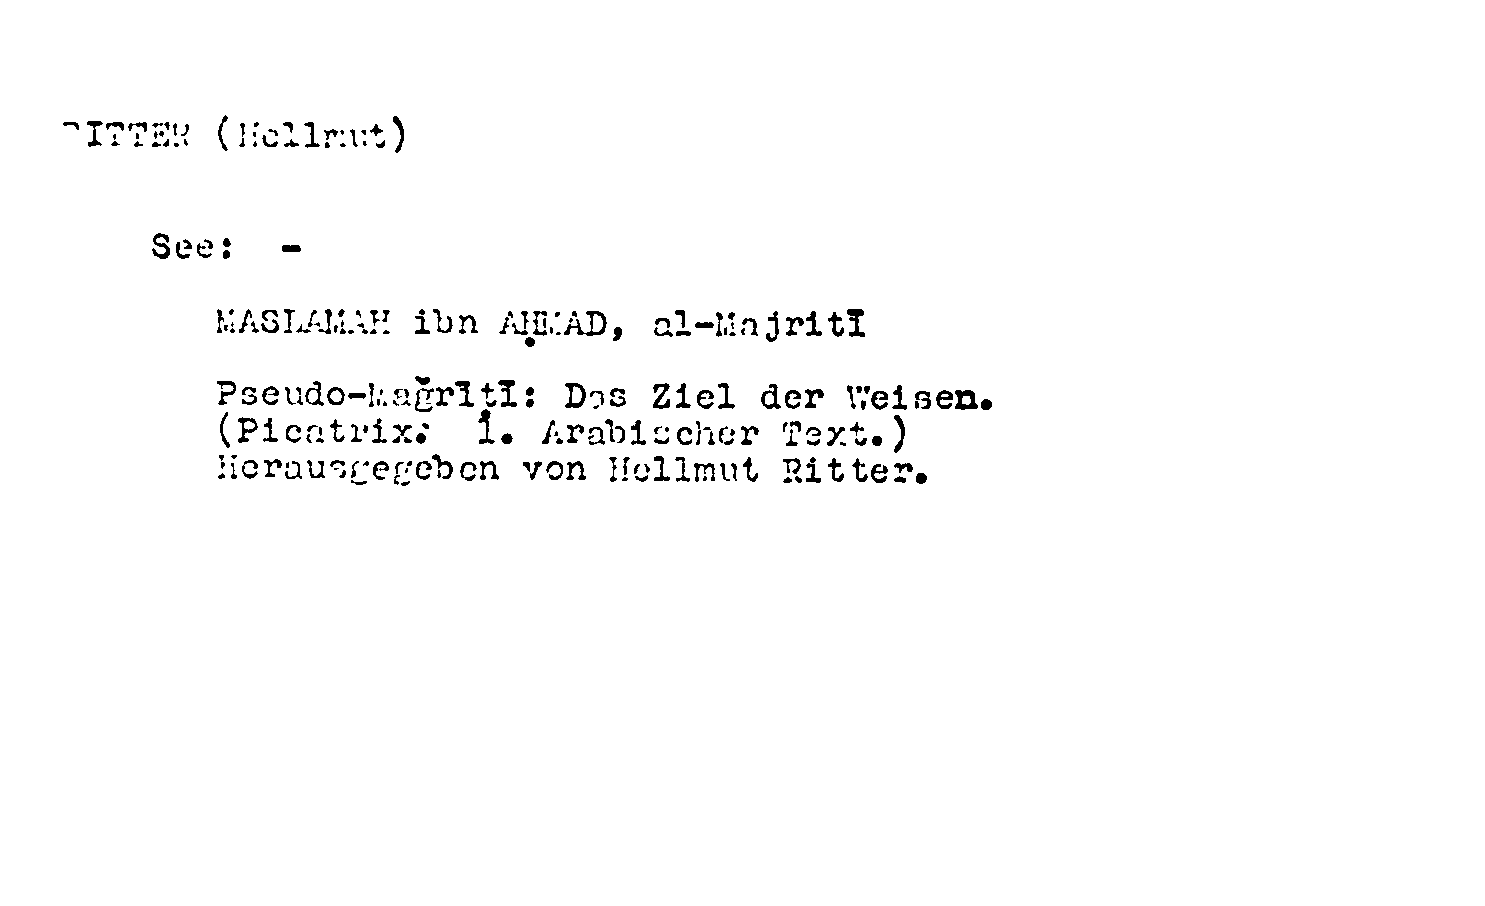 RITTER (Hellmut)
See: -
MASLAMAH ibn AḤMAD, al-Majritī
Pseudo-Maǧrīṭī: Das Ziel der Weisen.
(Picatrix: 1. Arabischer Text.)
Herausgegeben von Hellmut Ritter.